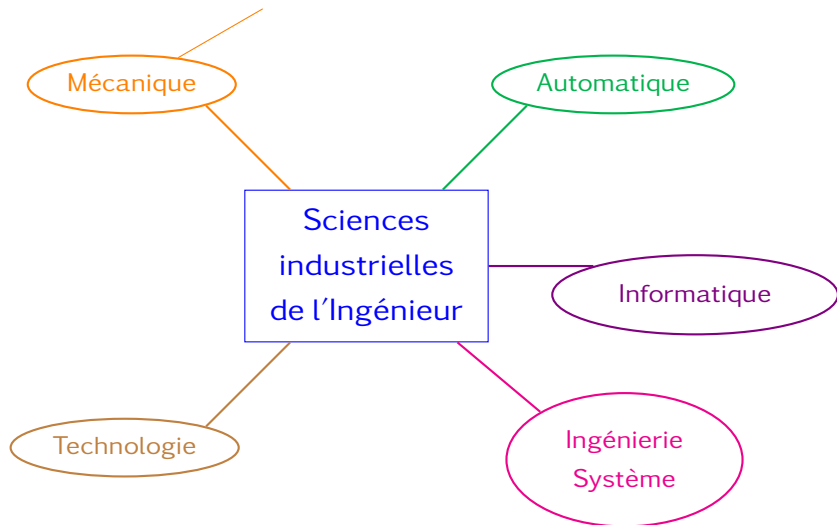 Mécanique
Automatique
Sciences
industrielles
de l'Ingénieur
Informatique
Technologie
Ingénierie
Système